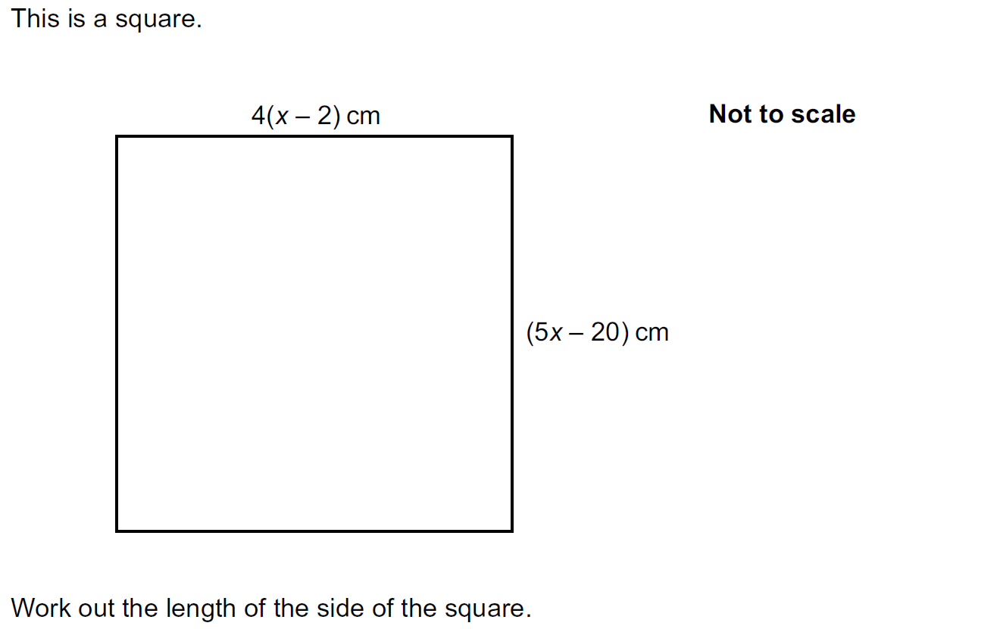 This is a square.
4(x – 2) cm
Not to scale
(5x – 20) cm
Work out the length of the side of the square.